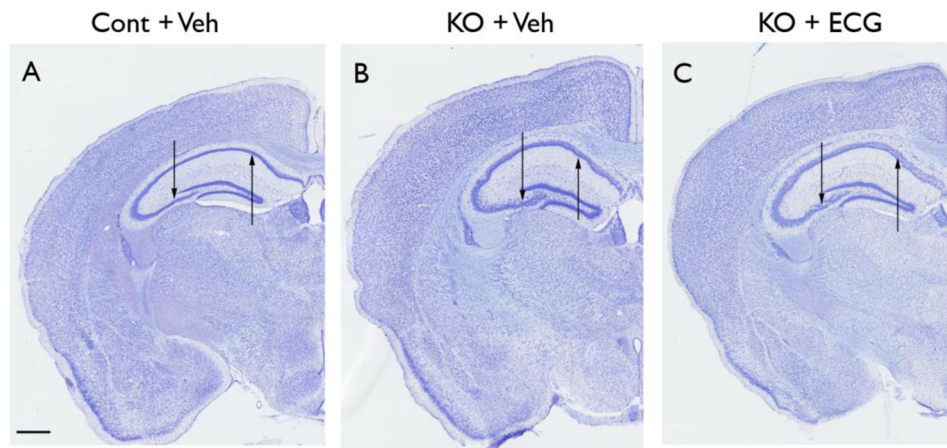 Cont + Veh
KO + Veh
KO + ECG
A
B
C